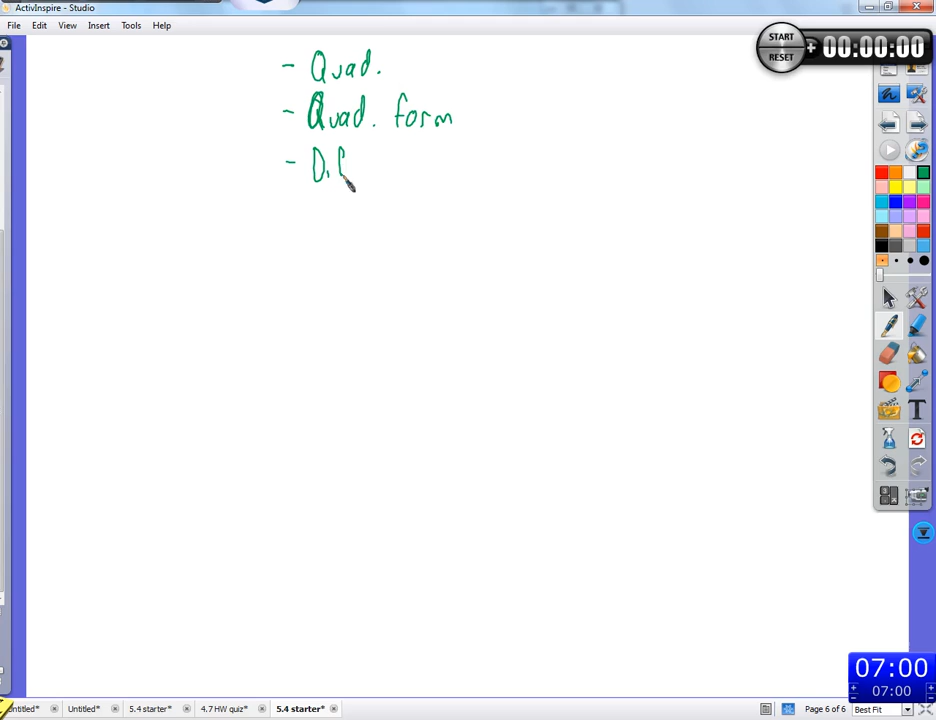 ActivInspire - Studio
File Edit View Insert Tools Help
START
RESET
00:00:00
- Quad.
- Quad. form
- D.
07:00
07:00
ntitled* Untitled* 5.4 starter* 4.7 HW quiz* 5.4 starter* Page 6 of 6 Best Fit